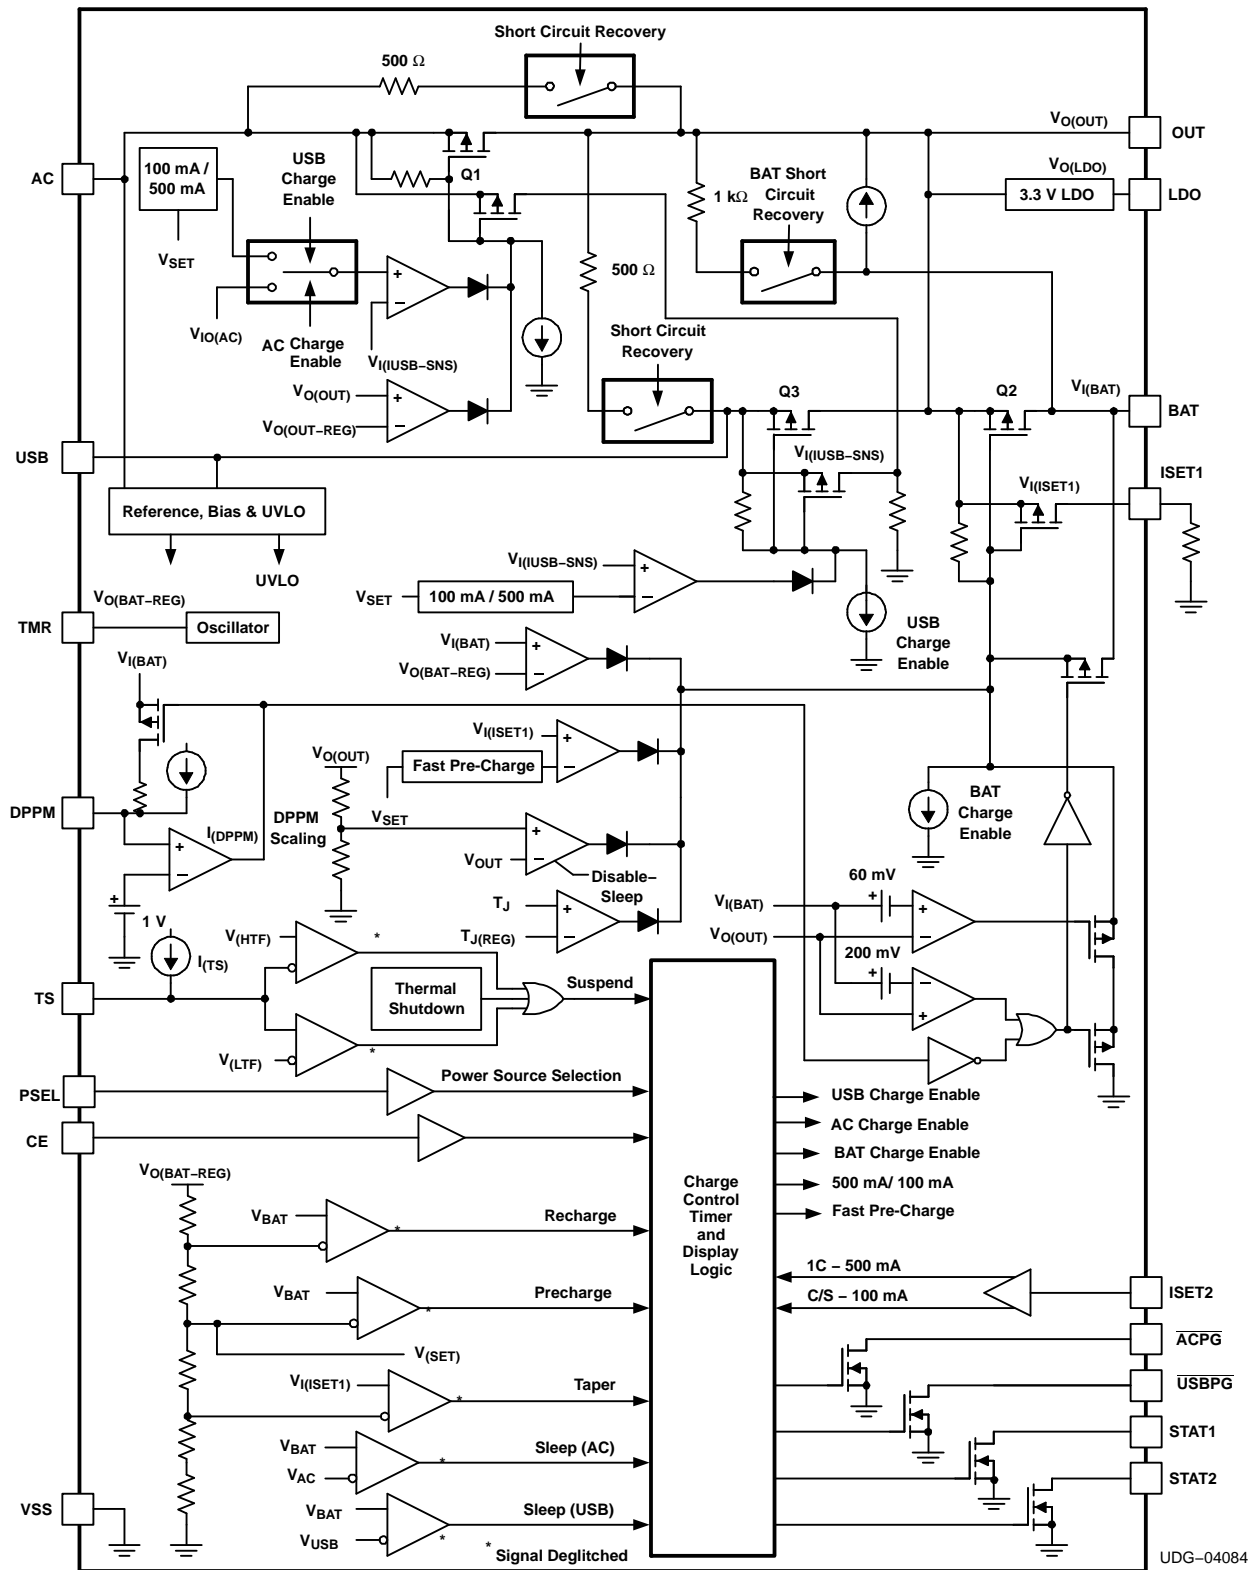 Short Circuit Recovery
500 Ω
VO(OUT)
OUT
AC
100 mA /
500 mA
USB
Charge
Enable
Q1
1 kΩ
BAT Short
Circuit
Recovery
VO(LDO)
3.3 V LDO
LDO
VSET
500 Ω
VIO(AC)
AC Charge
Enable
VI(IUSB–SNS)
Short Circuit
Recovery
VO(OUT)
VO(OUT–REG)
Q3
Q2
VI(BAT)
BAT
USB
VI(IUSB–SNS)
VI(ISET1)
ISET1
Reference, Bias & UVLO
UVLO
VI(IUSB–SNS)
VSET
100 mA / 500 mA
VO(BAT–REG)
TMR
Oscillator
USB
Charge
Enable
VI(BAT)
VO(BAT–REG)
VI(BAT)
VI(ISET1)
Fast Pre-Charge
VO(OUT)
VSET
DPPM
DPPM
Scaling
BAT
Charge
Enable
I(DPPM)
VOUT
Disable–
Sleep
1 V
60 mV
TJ
TJ(REG)
VI(BAT)
VO(OUT)
200 mV
V(HTF)
*
I(TS)
TS
Thermal
Shutdown
Suspend
V(LTF)
*
PSEL
Power Source Selection
CE
USB Charge Enable
AC Charge Enable
BAT Charge Enable
500 mA/ 100 mA
Fast Pre-Charge
Charge
Control
Timer
and
Display
Logic
VO(BAT–REG)
VBAT
*
Recharge
VBAT
*
Precharge
V(SET)
1C – 500 mA
C/S – 100 mA
ISET2
ACPG
USBPG
VI(ISET1)
*
Taper
STAT1
VBAT
VAC
*
Sleep (AC)
STAT2
VSS
VBAT
VUSB
*
Sleep (USB)
* Signal Deglitched
UDG–04084